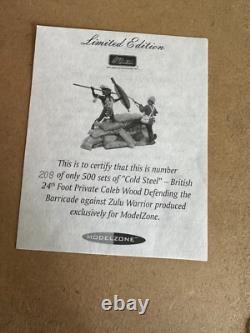 Limited Edition
This is to certify that this is number
208 of only 500 sets of "Cold Steel" – British
24th Foot Private Caleb Wood Defending the
Barricade against Zulu Warrior produced
exclusively for ModelZone.
MODELZONE